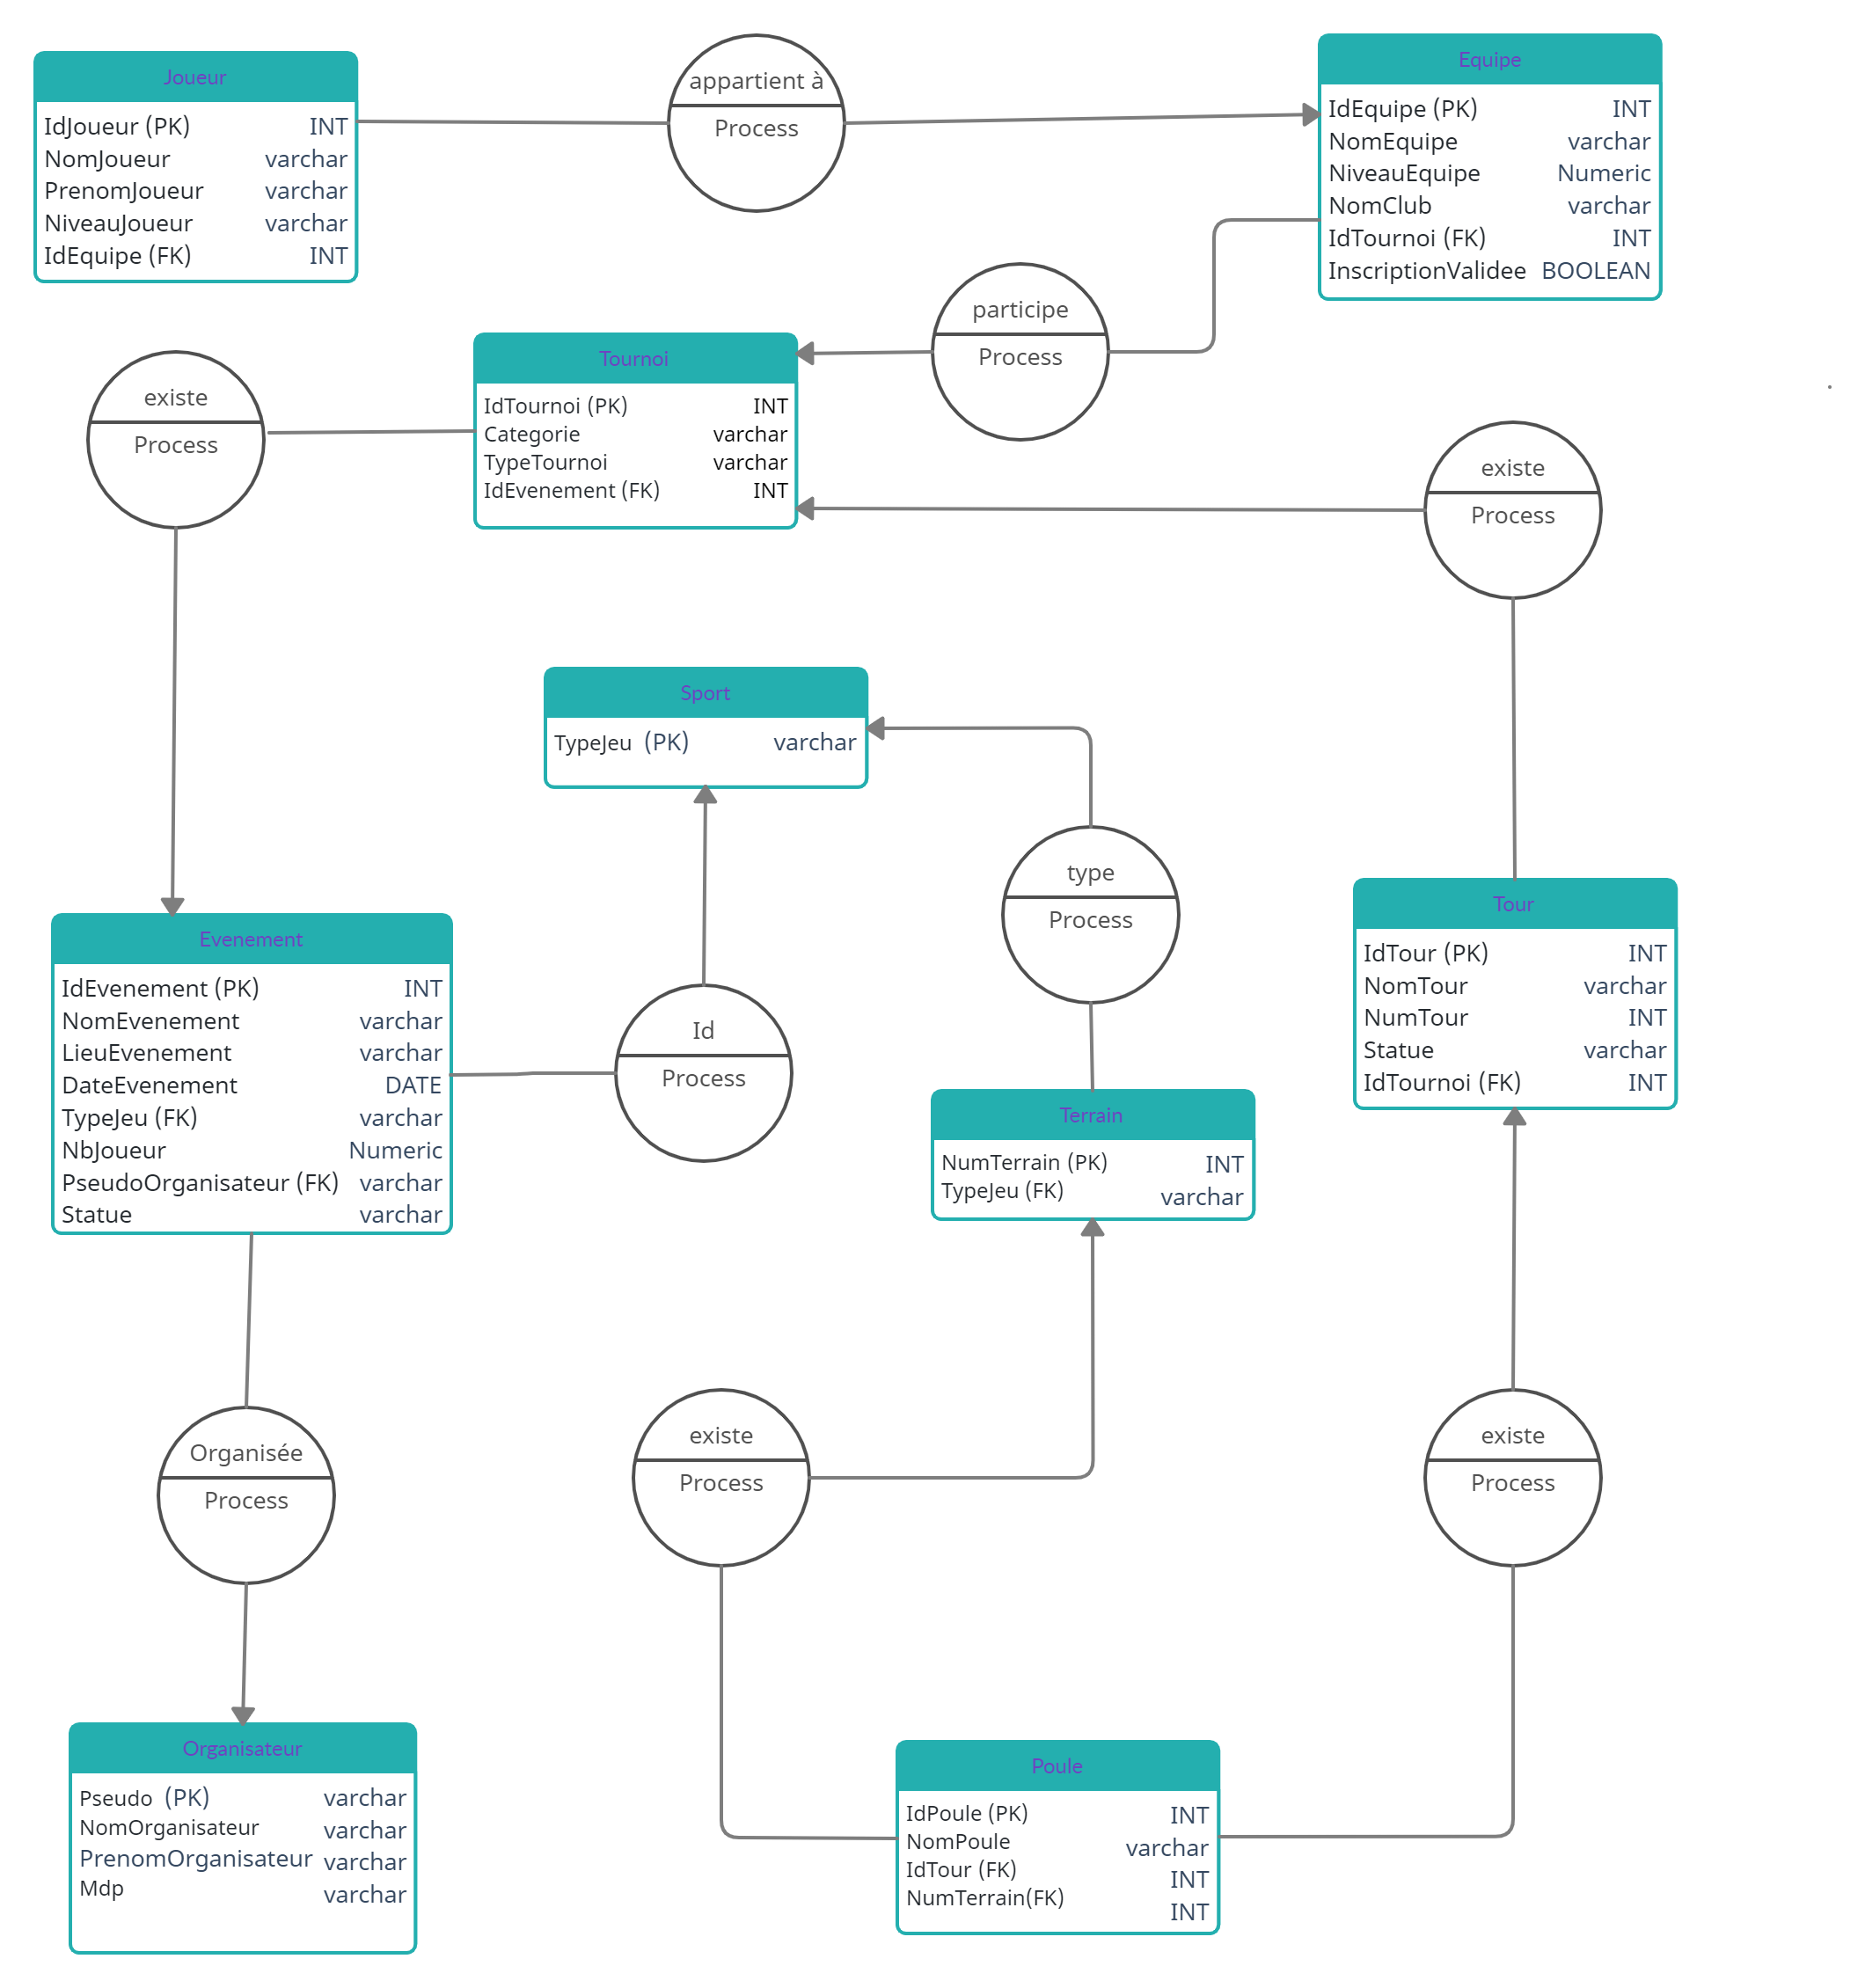 Joueur
IdJoueur (PK) INT
NomJoueur varchar
PrenomJoueur varchar
NiveauJoueur varchar
IdEquipe (FK) INT
appartient à
Process
Equipe
IdEquipe (PK) INT
NomEquipe varchar
NiveauEquipe Numeric
NomClub varchar
IdTournoi (FK) INT
InscriptionValidee BOOLEAN
participe
Process
Tournoi
IdTournoi (PK) INT
Categorie varchar
TypeTournoi varchar
IdEvenement (FK) INT
existe
Process
existe
Process
Sport
TypeJeu (PK) varchar
type
Process
Tour
IdTour (PK) INT
NomTour varchar
NumTour INT
Statue varchar
IdTournoi (FK) INT
Evenement
IdEvenement (PK) INT
NomEvenement varchar
LieuEvenement varchar
DateEvenement DATE
TypeJeu (FK) varchar
NbJoueur Numeric
PseudoOrganisateur (FK) varchar
Statue varchar
Id
Process
Terrain
NumTerrain (PK) INT
TypeJeu (FK) varchar
Organisée
Process
existe
Process
existe
Process
Organisateur
Pseudo (PK) varchar
NomOrganisateur varchar
PrenomOrganisateur varchar
Mdp varchar
Poule
IdPoule (PK) INT
NomPoule varchar
IdTour (FK) INT
NumTerrain(FK) INT